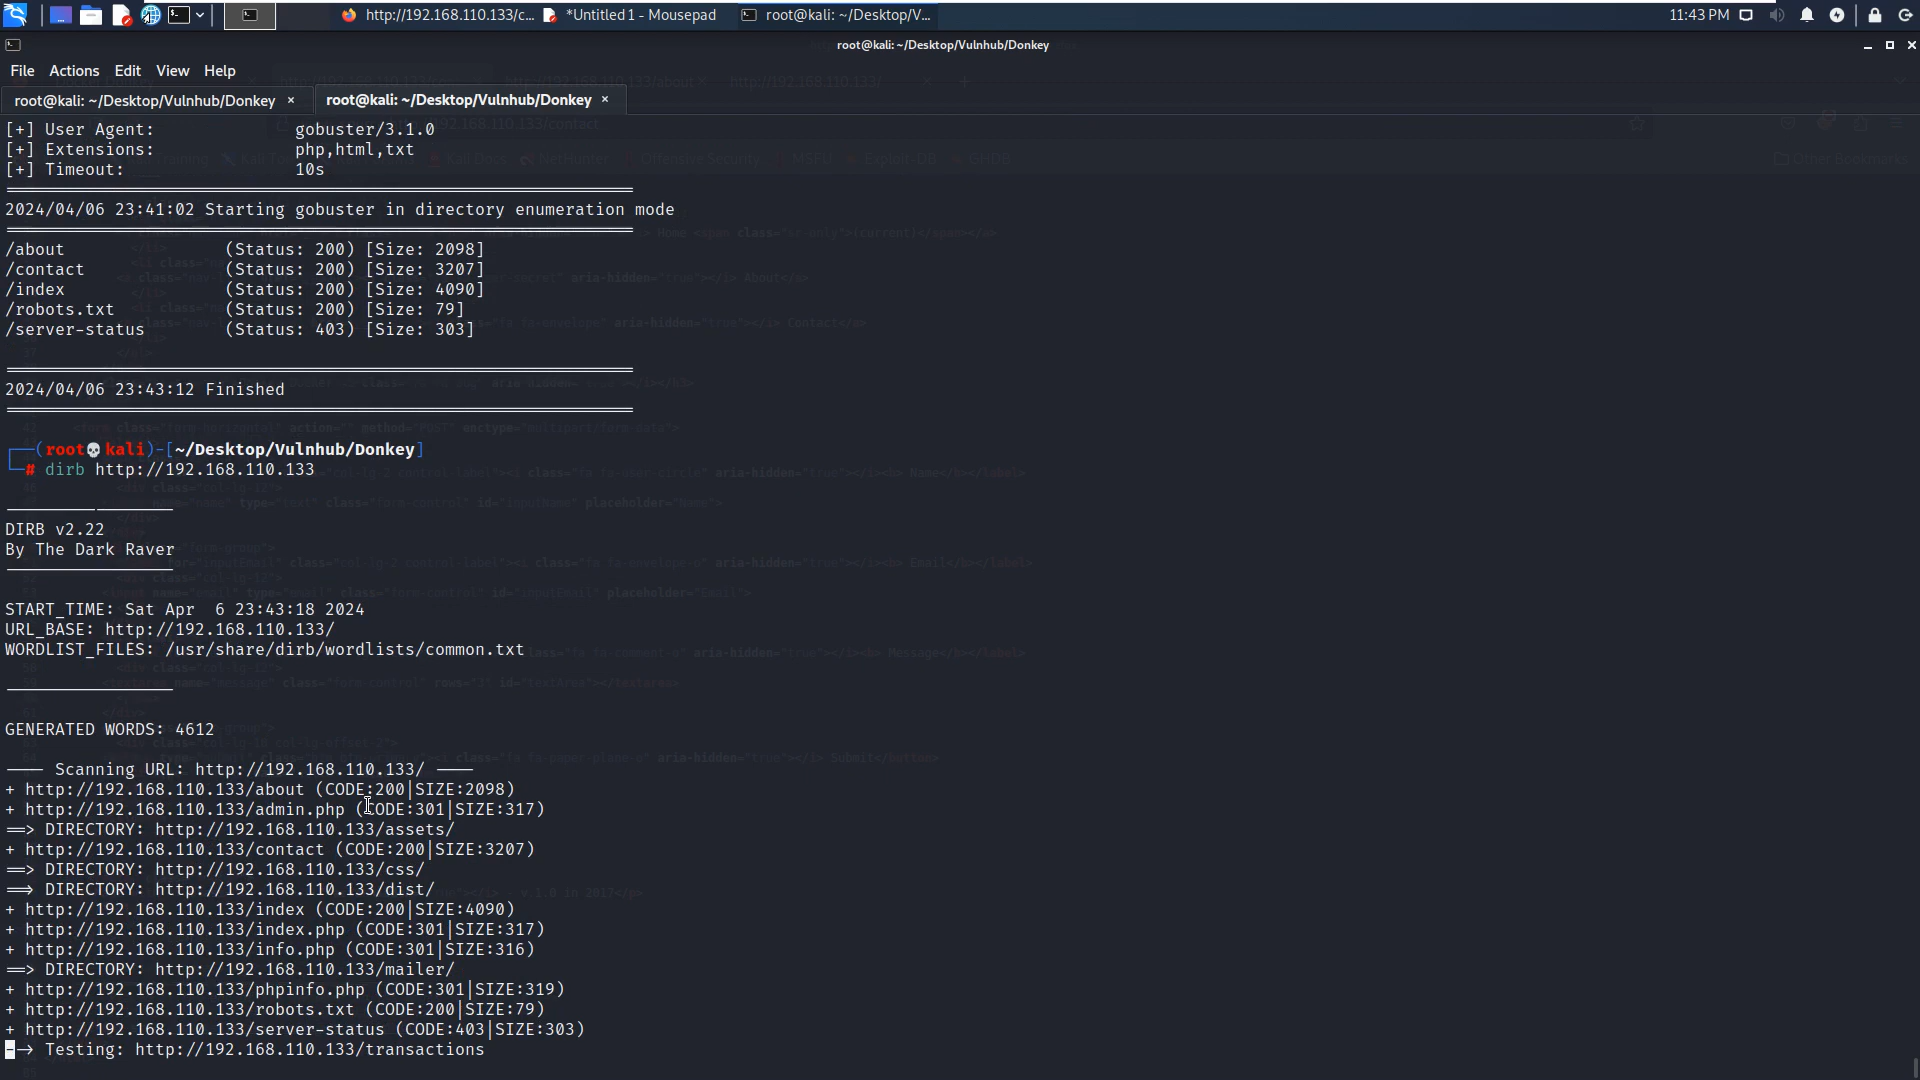 http://192.168.110.133/c... *Untitled 1 - Mousepad root@kali: ~/Desktop/V... 11:43 PM
root@kali: ~/Desktop/Vulnhub/Donkey
File Actions Edit View Help
root@kali: ~/Desktop/Vulnhub/Donkey × root@kali: ~/Desktop/Vulnhub/Donkey ×
[+] User Agent: gobuster/3.1.0
[+] Extensions: php,html,txt
[+] Timeout: 10s
2024/04/06 23:41:02 Starting gobuster in directory enumeration mode
/about (Status: 200) [Size: 2098]
/contact (Status: 200) [Size: 3207]
/index (Status: 200) [Size: 4090]
/robots.txt (Status: 200) [Size: 79]
/server-status (Status: 403) [Size: 303]
2024/04/06 23:43:12 Finished
(root💀kali)-[~/Desktop/Vulnhub/Donkey]
# dirb http://192.168.110.133
DIRB v2.22
By The Dark Raver
START_TIME: Sat Apr  6 23:43:18 2024
URL_BASE: http://192.168.110.133/
WORDLIST_FILES: /usr/share/dirb/wordlists/common.txt
GENERATED WORDS: 4612
---- Scanning URL: http://192.168.110.133/ ----
+ http://192.168.110.133/about (CODE:200|SIZE:2098)
+ http://192.168.110.133/admin.php (CODE:301|SIZE:317)
==> DIRECTORY: http://192.168.110.133/assets/
+ http://192.168.110.133/contact (CODE:200|SIZE:3207)
==> DIRECTORY: http://192.168.110.133/css/
==> DIRECTORY: http://192.168.110.133/dist/
+ http://192.168.110.133/index (CODE:200|SIZE:4090)
+ http://192.168.110.133/index.php (CODE:301|SIZE:317)
+ http://192.168.110.133/info.php (CODE:301|SIZE:316)
==> DIRECTORY: http://192.168.110.133/mailer/
+ http://192.168.110.133/phpinfo.php (CODE:301|SIZE:319)
+ http://192.168.110.133/robots.txt (CODE:200|SIZE:79)
+ http://192.168.110.133/server-status (CODE:403|SIZE:303)
--> Testing: http://192.168.110.133/transactions